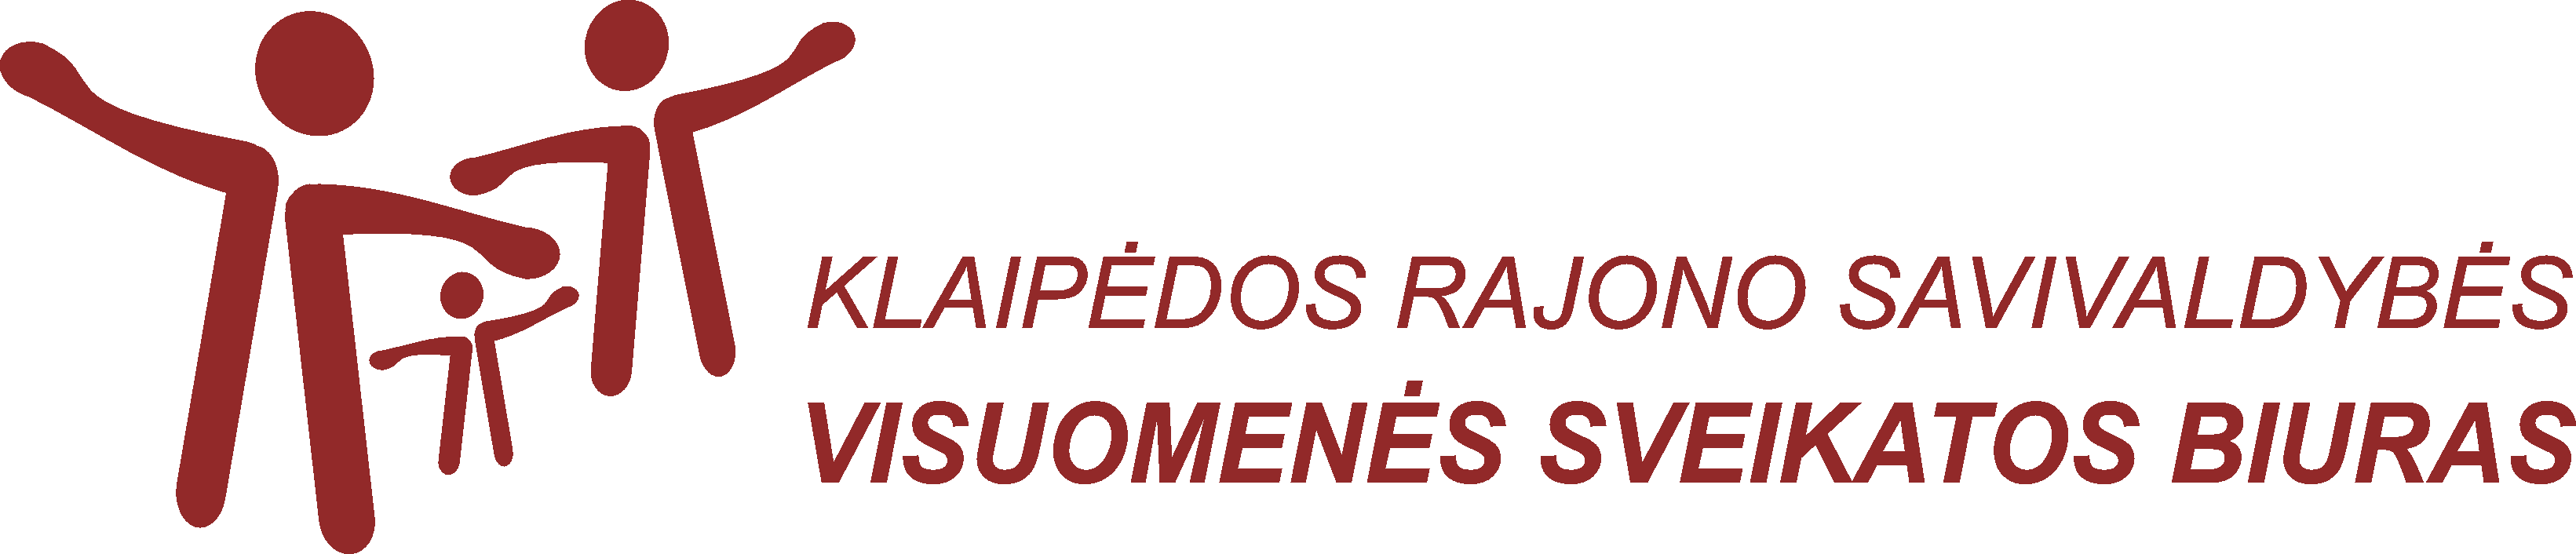 KLAIPĖDOS RAJONO SAVIVALDYBĖS
VISUOMENĖS SVEIKATOS BIURAS